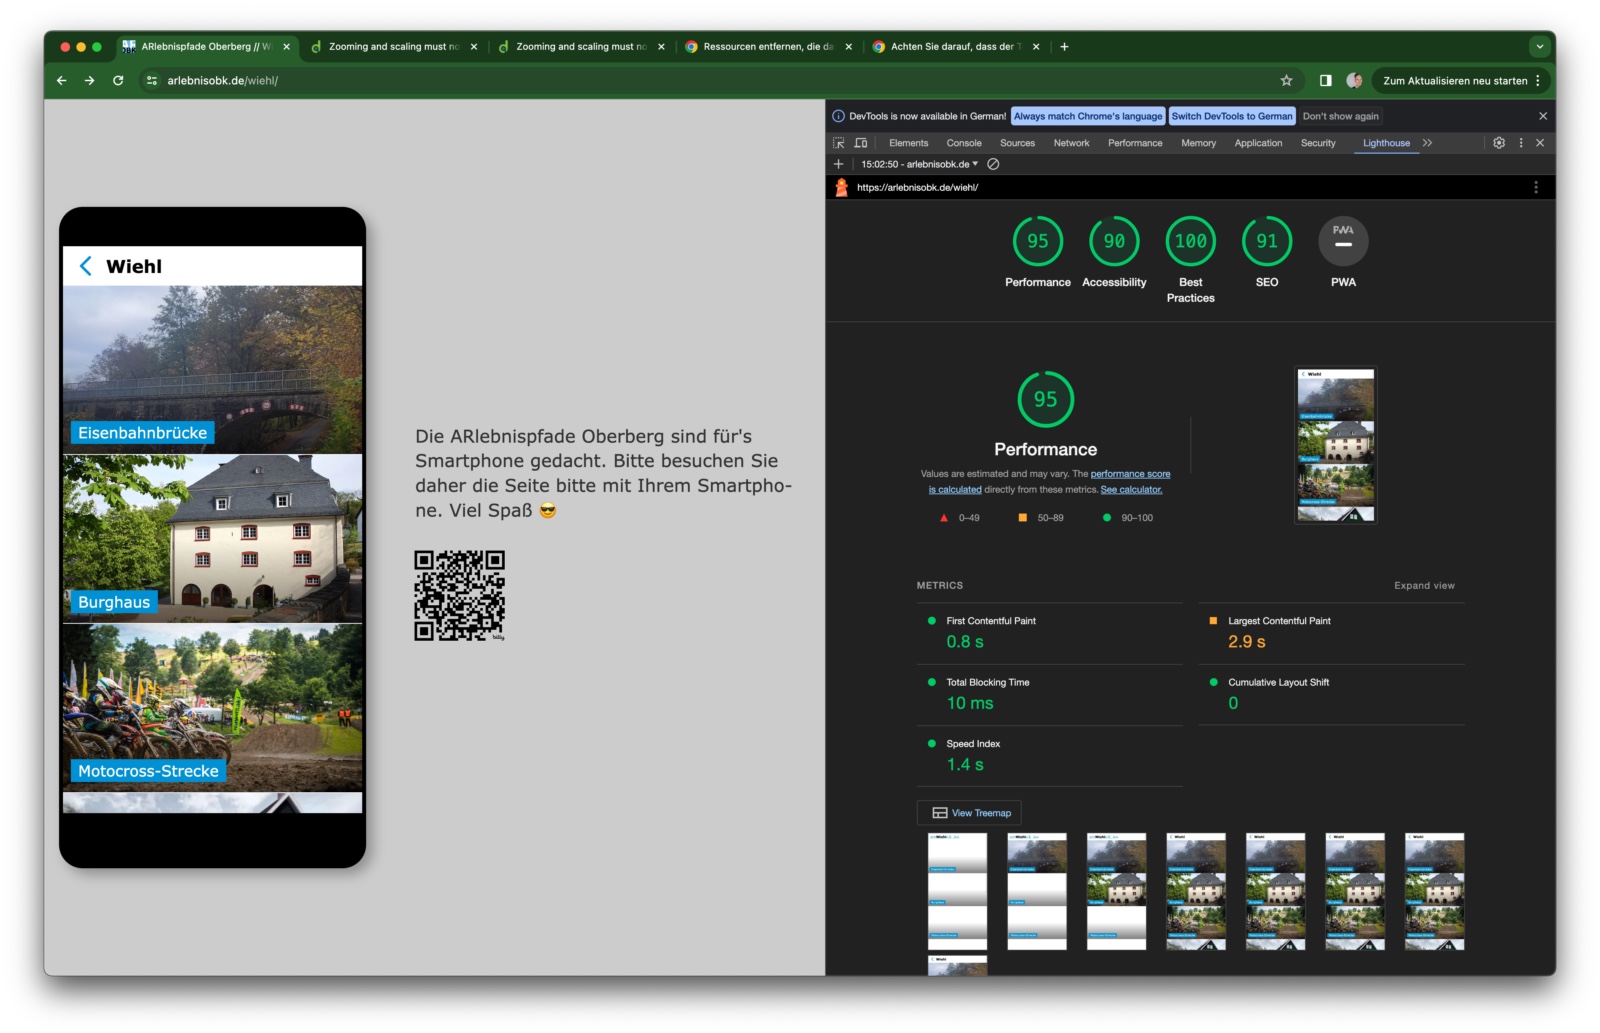 ARlebnispfade Oberberg // W
Zooming and scaling must no
Zooming and scaling must no
Ressourcen entfernen, die da
Achten Sie darauf, dass der T
arlebnisobk.de/wiehl/
Zum Aktualisieren neu starten
DevTools is now available in German!
Always match Chrome's language
Switch DevTools to German
Don't show again
Elements
Console
Sources
Network
Performance
Memory
Application
Security
Lighthouse
15:02:50 - arlebnisobk.de
https://arlebnisobk.de/wiehl/
Wiehl
Eisenbahnbrücke
Burghaus
Motocross-Strecke
Die ARlebnispfade Oberberg sind für's
Smartphone gedacht. Bitte besuchen Sie
daher die Seite bitte mit Ihrem Smartpho-
ne. Viel Spaß 😎
bitly
95
Performance
90
Accessibility
100
Best
Practices
91
SEO
PWA
PWA
95
Performance
Values are estimated and may vary. The performance score
is calculated directly from these metrics. See calculator.
0–49
50–89
90–100
METRICS
Expand view
First Contentful Paint
0.8 s
Largest Contentful Paint
2.9 s
Total Blocking Time
10 ms
Cumulative Layout Shift
0
Speed Index
1.4 s
View Treemap